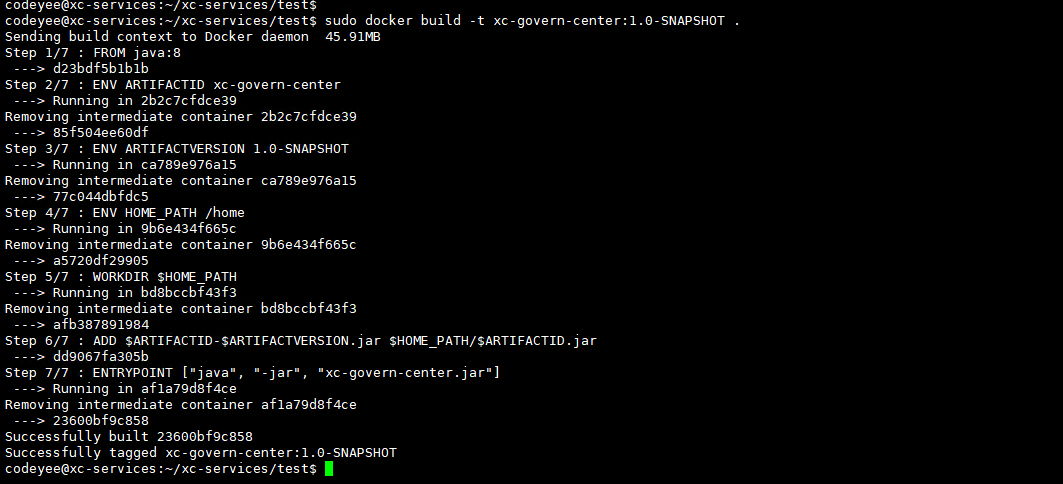 codeyee@xc-services:~/xc-services/test$
codeyee@xc-services:~/xc-services/test$ sudo docker build -t xc-govern-center:1.0-SNAPSHOT .
Sending build context to Docker daemon  45.91MB
Step 1/7 : FROM java:8
 ---> d23bdf5b1b1b
Step 2/7 : ENV ARTIFACTID xc-govern-center
 ---> Running in 2b2c7cfdce39
Removing intermediate container 2b2c7cfdce39
 ---> 85f504ee60df
Step 3/7 : ENV ARTIFACTVERSION 1.0-SNAPSHOT
 ---> Running in ca789e976a15
Removing intermediate container ca789e976a15
 ---> 77c044dbfdc5
Step 4/7 : ENV HOME_PATH /home
 ---> Running in 9b6e434f665c
Removing intermediate container 9b6e434f665c
 ---> a5720df29905
Step 5/7 : WORKDIR $HOME_PATH
 ---> Running in bd8bccbf43f3
Removing intermediate container bd8bccbf43f3
 ---> afb387891984
Step 6/7 : ADD $ARTIFACTID-$ARTIFACTVERSION.jar $HOME_PATH/$ARTIFACTID.jar
 ---> dd9067fa305b
Step 7/7 : ENTRYPOINT ["java", "-jar", "xc-govern-center.jar"]
 ---> Running in af1a79d8f4ce
Removing intermediate container af1a79d8f4ce
 ---> 23600bf9c858
Successfully built 23600bf9c858
Successfully tagged xc-govern-center:1.0-SNAPSHOT
codeyee@xc-services:~/xc-services/test$